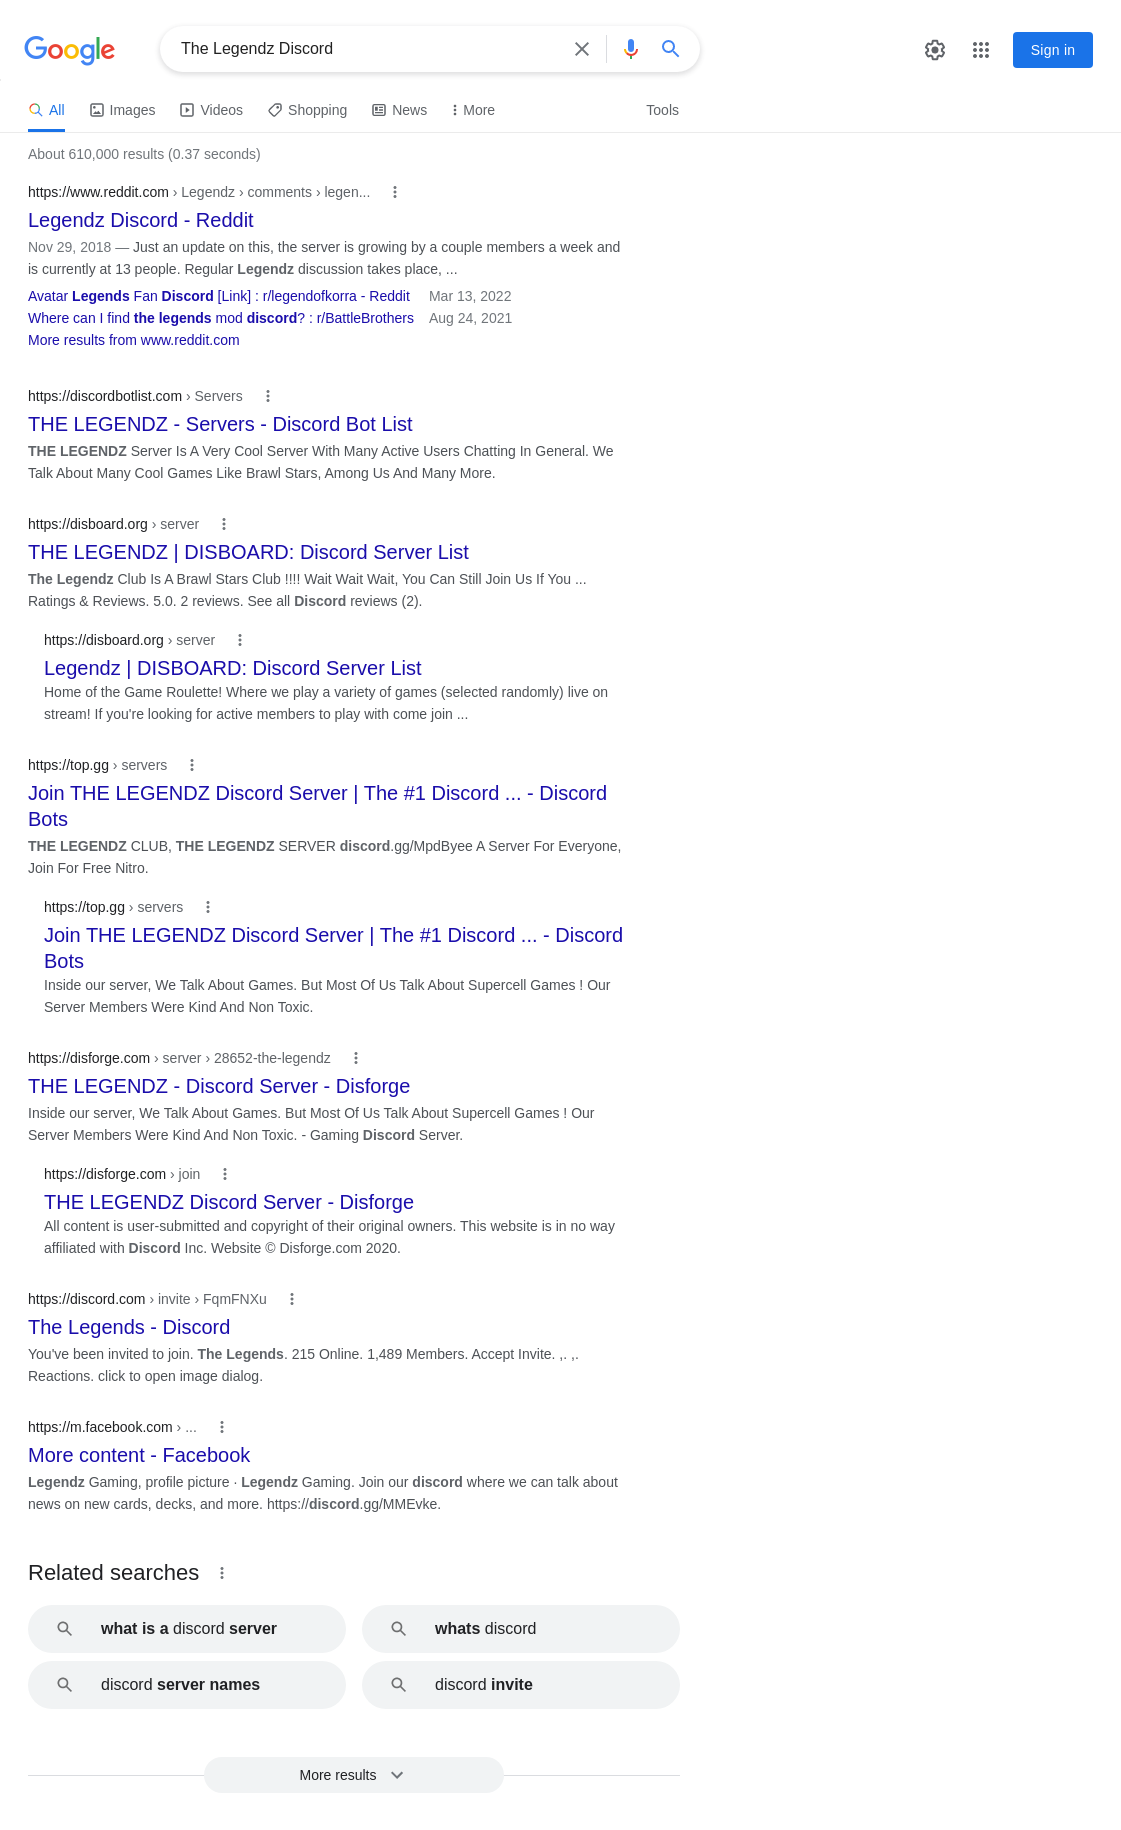 Google
The Legendz Discord
Sign in
All Images Videos Shopping News More Tools
About 610,000 results (0.37 seconds)
https://www.reddit.com › Legendz › comments › legen...
Legendz Discord - Reddit
Nov 29, 2018 — Just an update on this, the server is growing by a couple members a week and
is currently at 13 people. Regular Legendz discussion takes place, ...
Avatar Legends Fan Discord [Link] : r/legendofkorra - Reddit Mar 13, 2022
Where can I find the legends mod discord? : r/BattleBrothers Aug 24, 2021
More results from www.reddit.com
https://discordbotlist.com › Servers
THE LEGENDZ - Servers - Discord Bot List
THE LEGENDZ Server Is A Very Cool Server With Many Active Users Chatting In General. We
Talk About Many Cool Games Like Brawl Stars, Among Us And Many More.
https://disboard.org › server
THE LEGENDZ | DISBOARD: Discord Server List
The Legendz Club Is A Brawl Stars Club !!!! Wait Wait Wait, You Can Still Join Us If You ...
Ratings & Reviews. 5.0. 2 reviews. See all Discord reviews (2).
https://disboard.org › server
Legendz | DISBOARD: Discord Server List
Home of the Game Roulette! Where we play a variety of games (selected randomly) live on
stream! If you're looking for active members to play with come join ...
https://top.gg › servers
Join THE LEGENDZ Discord Server | The #1 Discord ... - Discord
Bots
THE LEGENDZ CLUB, THE LEGENDZ SERVER discord.gg/MpdByee A Server For Everyone,
Join For Free Nitro.
https://top.gg › servers
Join THE LEGENDZ Discord Server | The #1 Discord ... - Discord
Bots
Inside our server, We Talk About Games. But Most Of Us Talk About Supercell Games ! Our
Server Members Were Kind And Non Toxic.
https://disforge.com › server › 28652-the-legendz
THE LEGENDZ - Discord Server - Disforge
Inside our server, We Talk About Games. But Most Of Us Talk About Supercell Games ! Our
Server Members Were Kind And Non Toxic. - Gaming Discord Server.
https://disforge.com › join
THE LEGENDZ Discord Server - Disforge
All content is user-submitted and copyright of their original owners. This website is in no way
affiliated with Discord Inc. Website © Disforge.com 2020.
https://discord.com › invite › FqmFNXu
The Legends - Discord
You've been invited to join. The Legends. 215 Online. 1,489 Members. Accept Invite. ,. ,.
Reactions. click to open image dialog.
https://m.facebook.com › ...
More content - Facebook
Legendz Gaming, profile picture · Legendz Gaming. Join our discord where we can talk about
news on new cards, decks, and more. https://discord.gg/MMEvke.
Related searches
what is a discord server
whats discord
discord server names
discord invite
More results